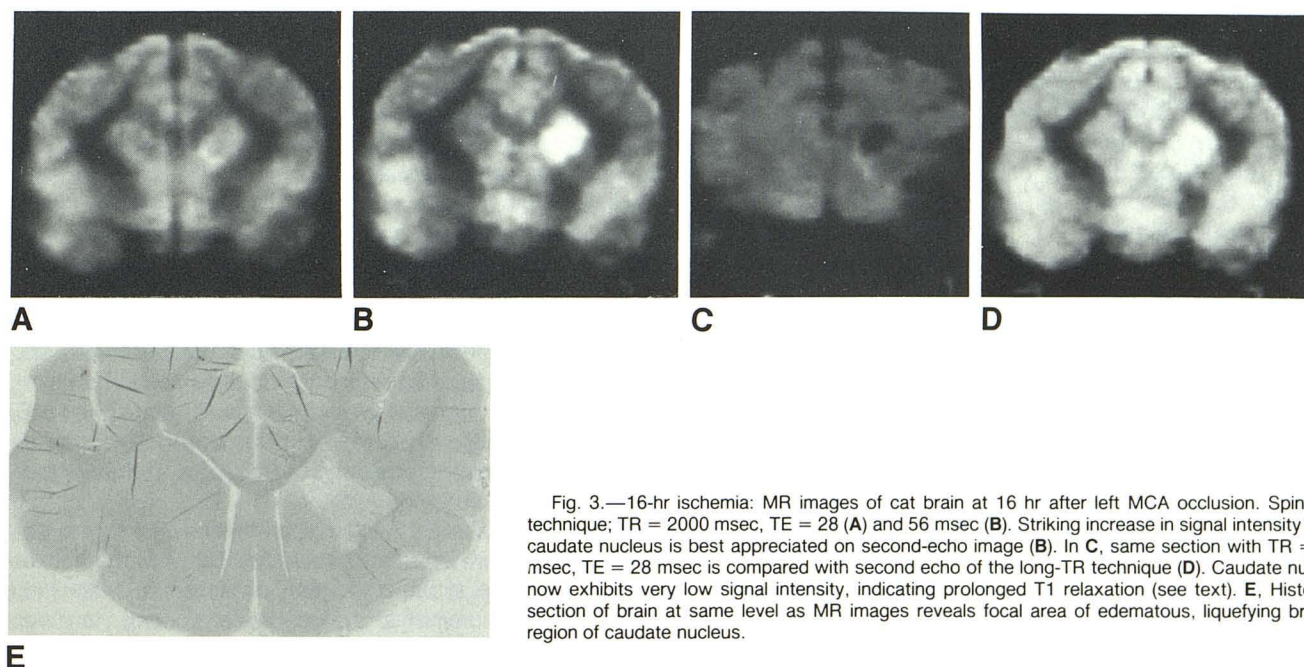 A
B
C
D
E
Fig. 3.—16-hr ischemia: MR images of cat brain at 16 hr after left MCA occlusion. Spin
technique; TR = 2000 msec, TE = 28 (A) and 56 msec (B). Striking increase in signal intensity
caudate nucleus is best appreciated on second-echo image (B). In C, same section with TR =
msec, TE = 28 msec is compared with second echo of the long-TR technique (D). Caudate nu
now exhibits very low signal intensity, indicating prolonged T1 relaxation (see text). E, Histo
section of brain at same level as MR images reveals focal area of edematous, liquefying br
region of caudate nucleus.